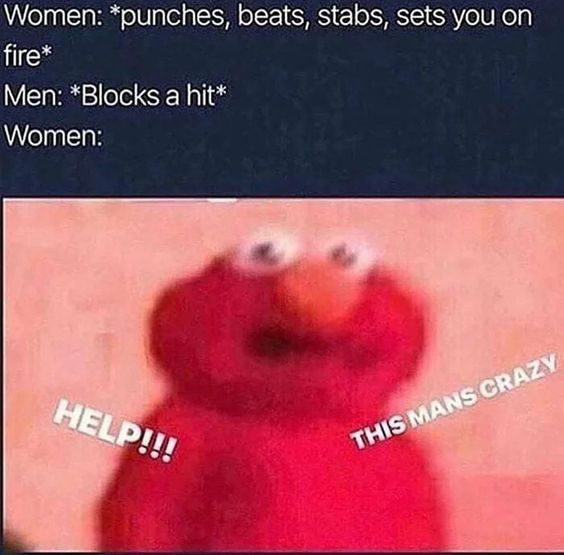 Women: *punches, beats, stabs, sets you on
fire*
Men: *Blocks a hit*
Women:
HELP!!!
THIS MANS CRAZY